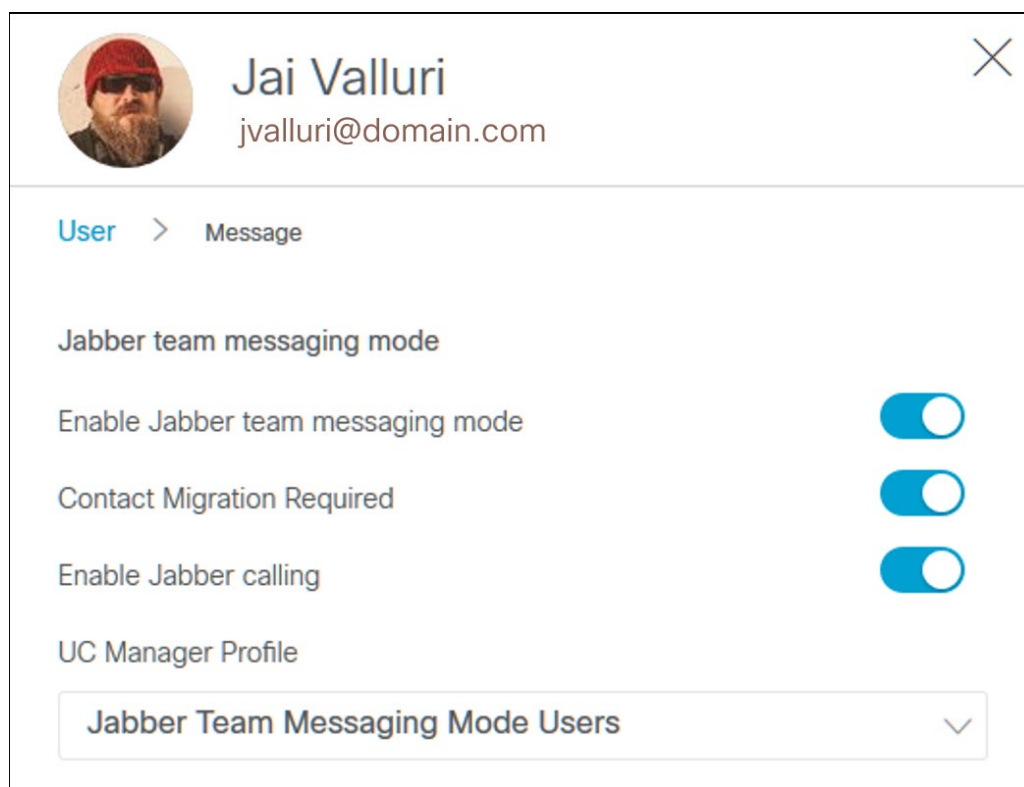 Jai Valluri
jvalluri@domain.com
User > Message
Jabber team messaging mode
Enable Jabber team messaging mode
Contact Migration Required
Enable Jabber calling
UC Manager Profile
Jabber Team Messaging Mode Users